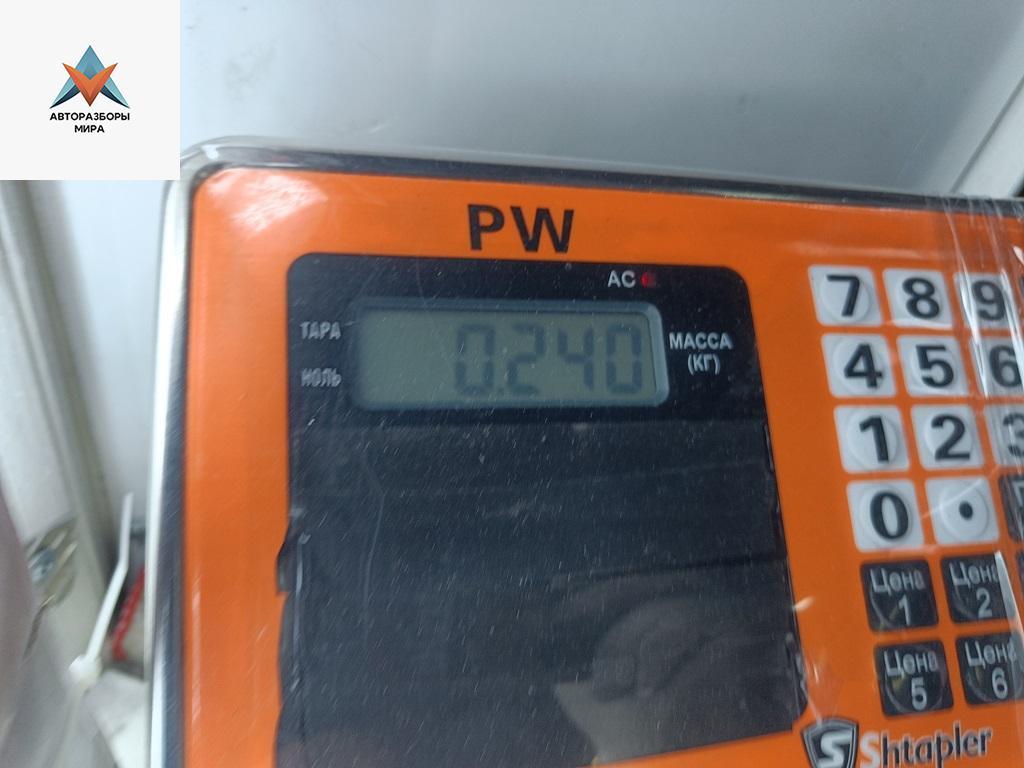 АВТОРАЗБОРЫ
МИРА
PW
AC
ТАРА
НОЛЬ
0.240
МАССА
(КГ)
7 8 9
4 5 6
1 2 3
0 .
Цена 1
Цена 2
Цена 5
Цена 6
S Shtapler